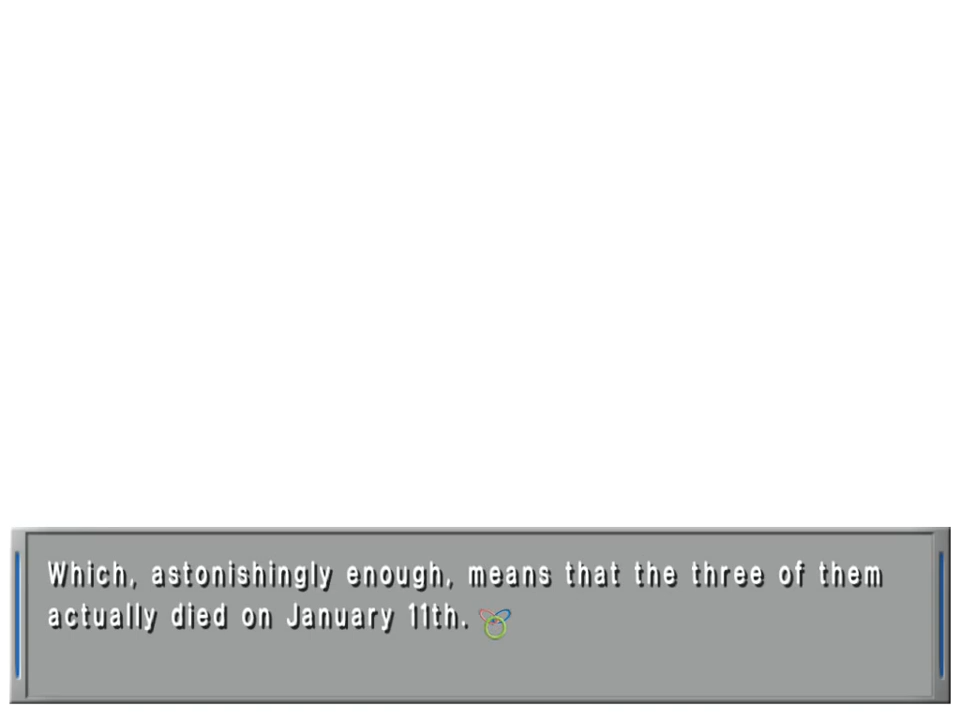 Which, astonishingly enough, means that the three of them
actually died on January 11th.